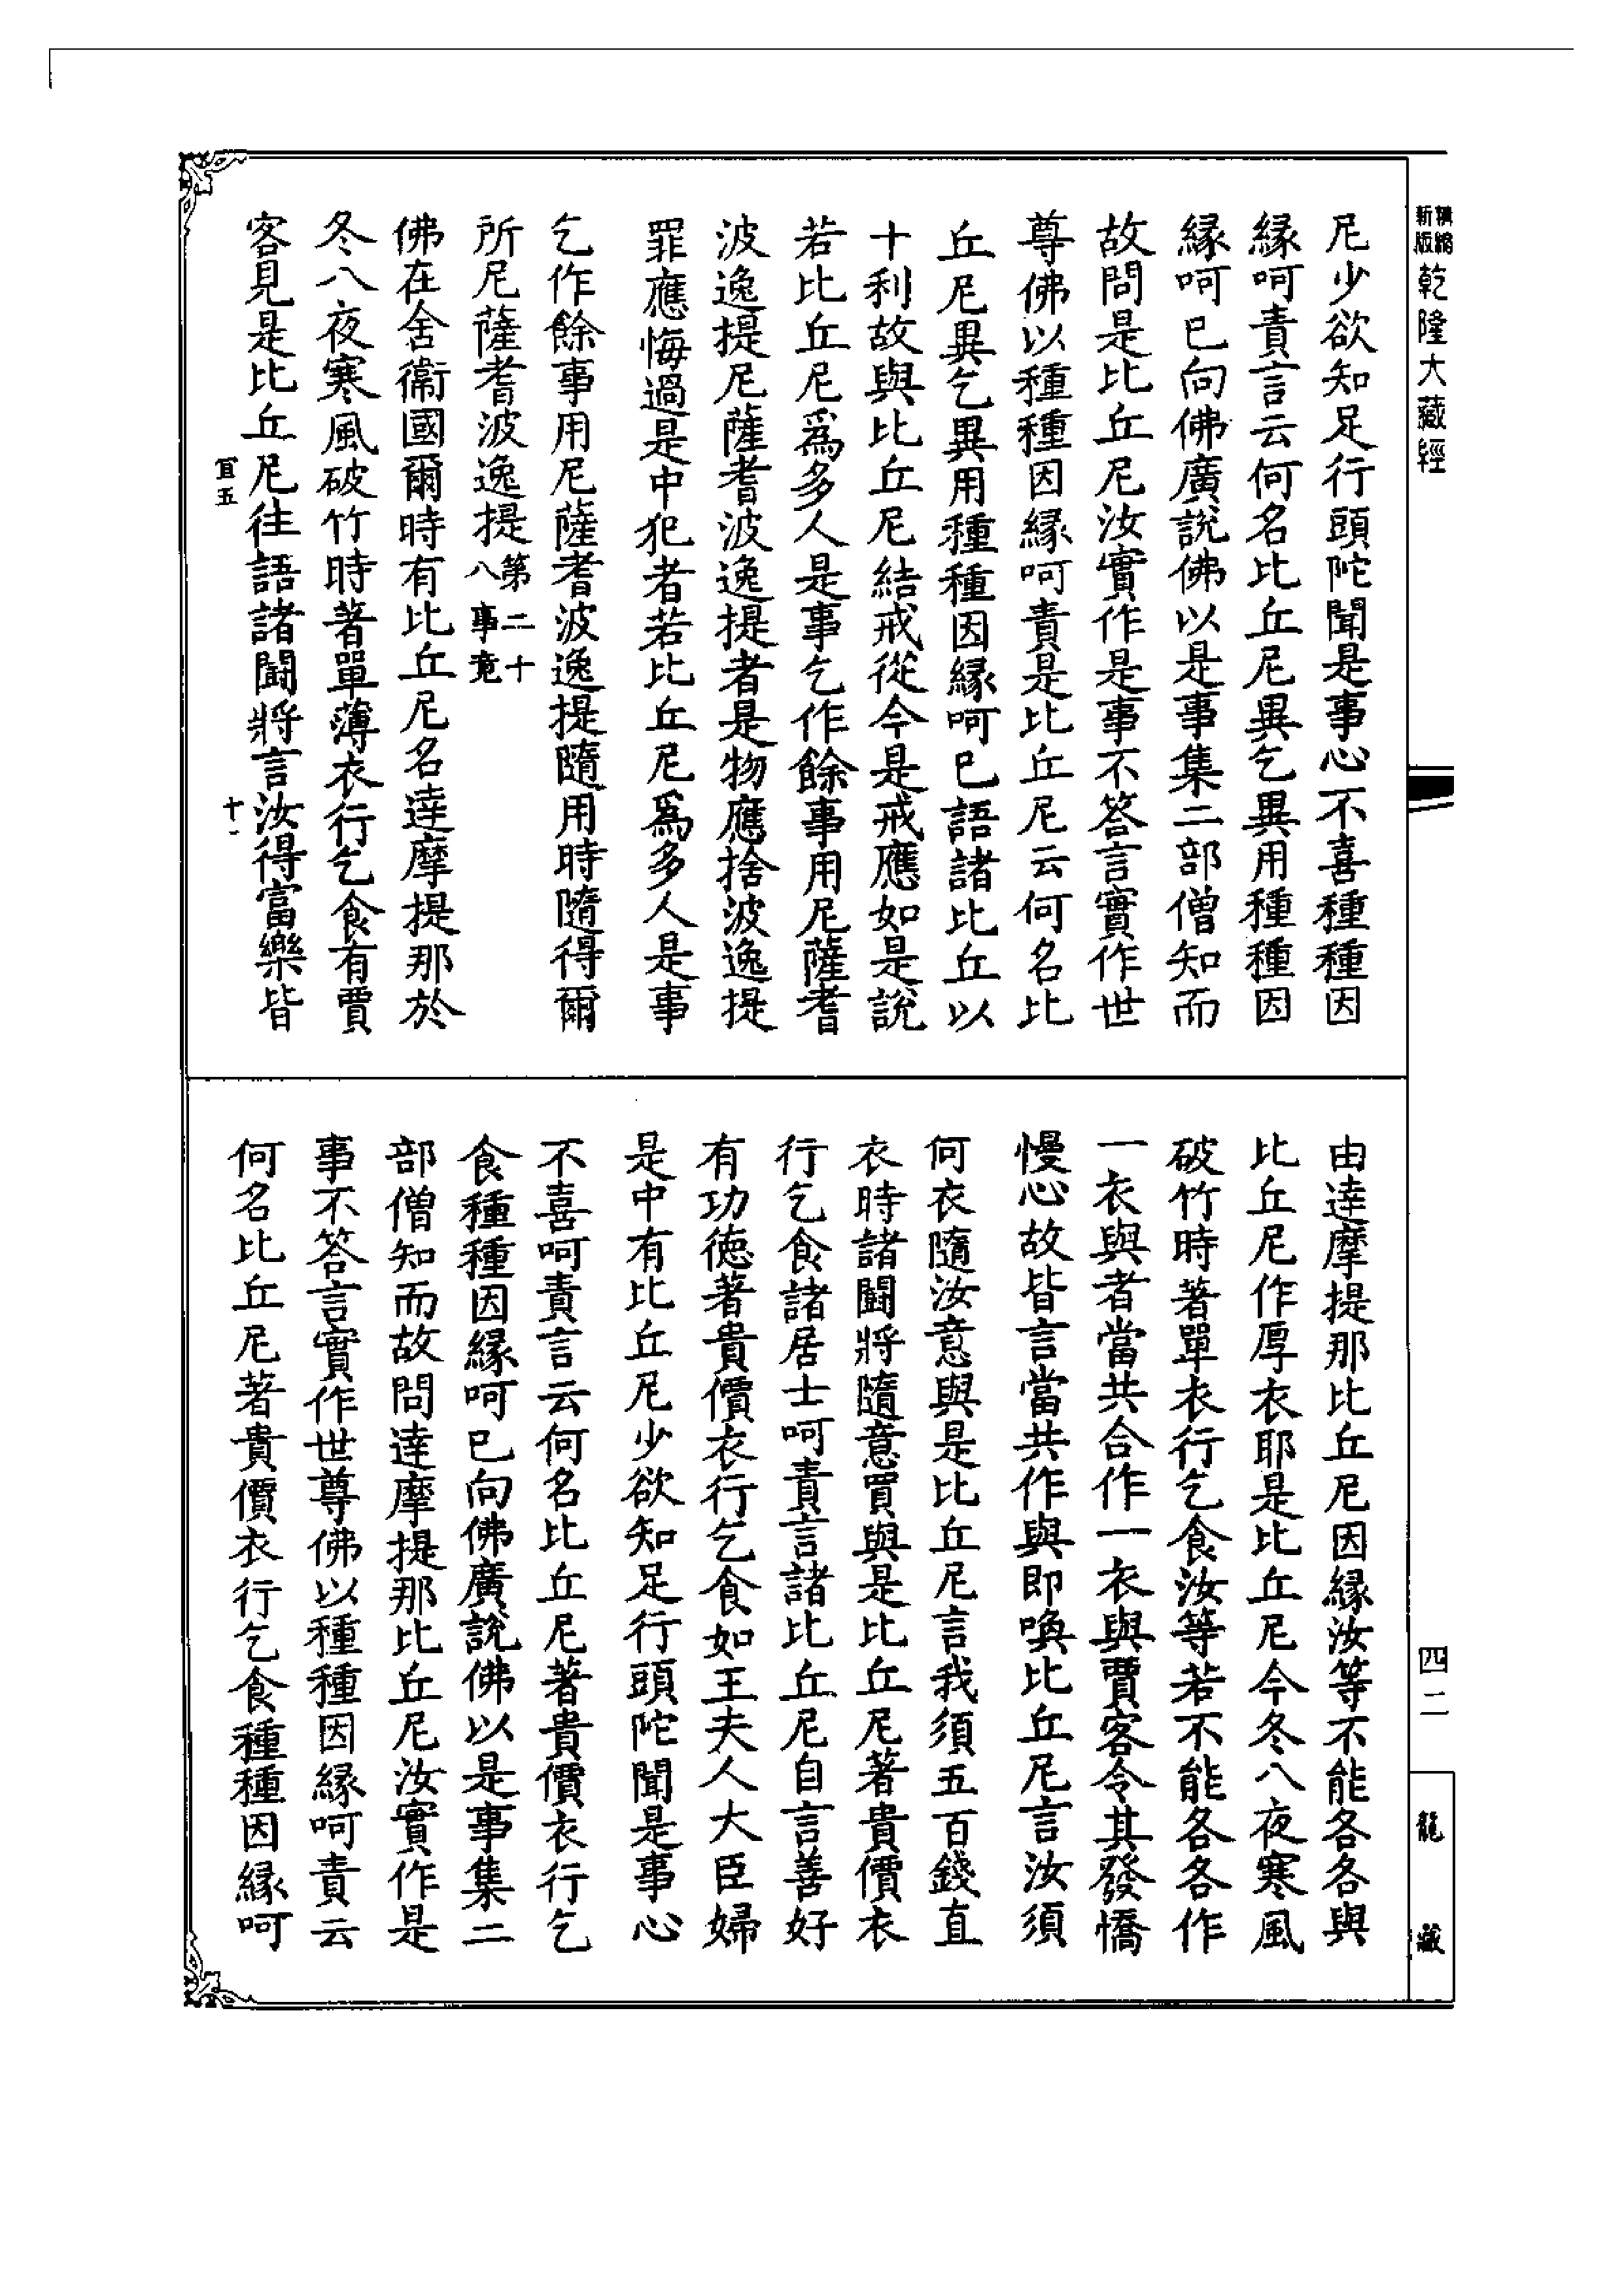 新版精縮乾隆大藏經
尼少欲知足行頭陀聞是事心不喜種種因
緣呵責言云何名比丘尼異乞異用種種因
緣呵已向佛廣說佛以是事集二部僧知而
故問是比丘尼汝實作是事不答言實作世
尊佛以種種因緣呵責是比丘尼云何名比
丘尼異乞異用種種因緣呵已語諸比丘以
十利故與比丘尼結戒從今是戒應如是說
若比丘尼爲多人是事乞作餘事用尼薩耆
波逸提尼薩耆波逸提者是物應捨波逸提
罪應悔過是中犯者若比丘尼爲多人是事
乞作餘事用尼薩耆波逸提隨用時隨得爾
所尼薩耆波逸提第二十八事竟
佛在舍衞國爾時有比丘尼名達摩提那於
冬八夜寒風破竹時著單薄衣行乞食有賈
客見是比丘尼往語諸鬪將言汝得富樂皆
宜五
十一
由達摩提那比丘尼因緣汝等不能各各與
比丘尼作厚衣耶是比丘尼今冬八夜寒風
破竹時著單衣行乞食汝等若不能各各作
一衣與者當共合作一衣與賈客令其發憍
慢心故皆言當共作與即喚比丘尼言汝須
何衣隨汝意與是比丘尼言我須五百錢直
衣時諸鬪將隨意買與是比丘尼著貴價衣
行乞食諸居士呵責言諸比丘尼自言善好
有功德著貴價衣行乞食如王夫人大臣婦
是中有比丘尼少欲知足行頭陀聞是事心
不喜呵責言云何名比丘尼著貴價衣行乞
食種種因緣呵已向佛廣說佛以是事集二
部僧知而故問達摩提那比丘尼汝實作是
事不答言實作世尊佛以種種因緣呵責云
何名比丘尼著貴價衣行乞食種種因緣呵
四二
龍藏